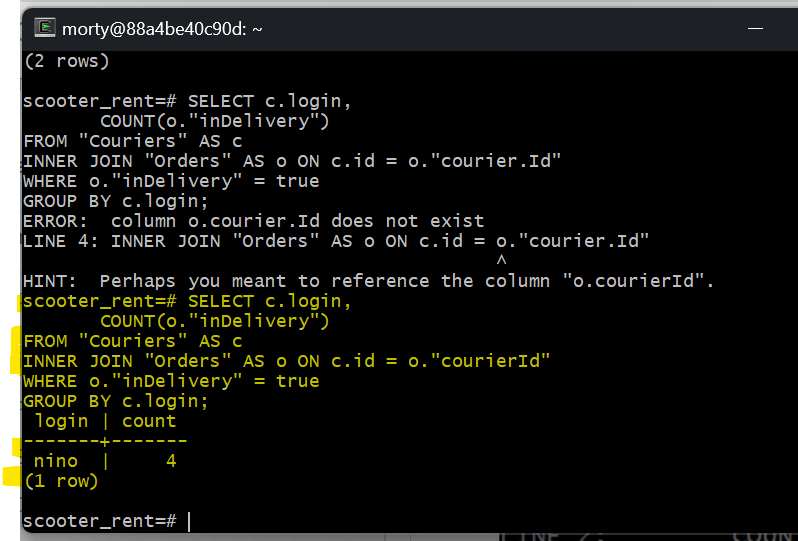 morty@88a4be40c90d: ~
(2 rows)
scooter_rent=# SELECT c.login,
COUNT(o."inDelivery")
FROM "Couriers" AS c
INNER JOIN "Orders" AS o ON c.id = o."courier.Id"
WHERE o."inDelivery" = true
GROUP BY c.login;
ERROR:  column o.courier.Id does not exist
LINE 4: INNER JOIN "Orders" AS o ON c.id = o."courier.Id"
^
HINT:  Perhaps you meant to reference the column "o.courierId".
scooter_rent=# SELECT c.login,
COUNT(o."inDelivery")
FROM "Couriers" AS c
INNER JOIN "Orders" AS o ON c.id = o."courierId"
WHERE o."inDelivery" = true
GROUP BY c.login;
login | count
-------+-------
nino  |     4
(1 row)
scooter_rent=#